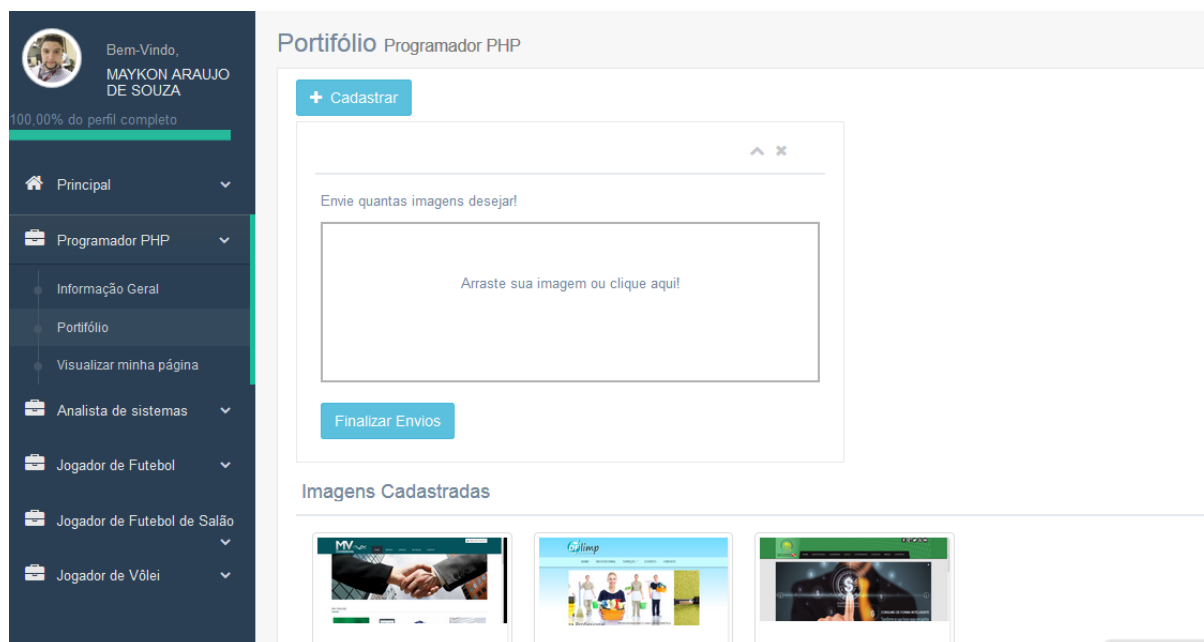 Bem-Vindo,
MAYKON ARAUJO
DE SOUZA
100,00% do perfil completo
Principal
Programador PHP
Informação Geral
Portifólio
Visualizar minha página
Analista de sistemas
Jogador de Futebol
Jogador de Futebol de Salão
Jogador de Vôlei
Portifólio Programador PHP
Cadastrar
Envie quantas imagens desejar!
Arraste sua imagem ou clique aqui!
Finalizar Envios
Imagens Cadastradas
MV
limp